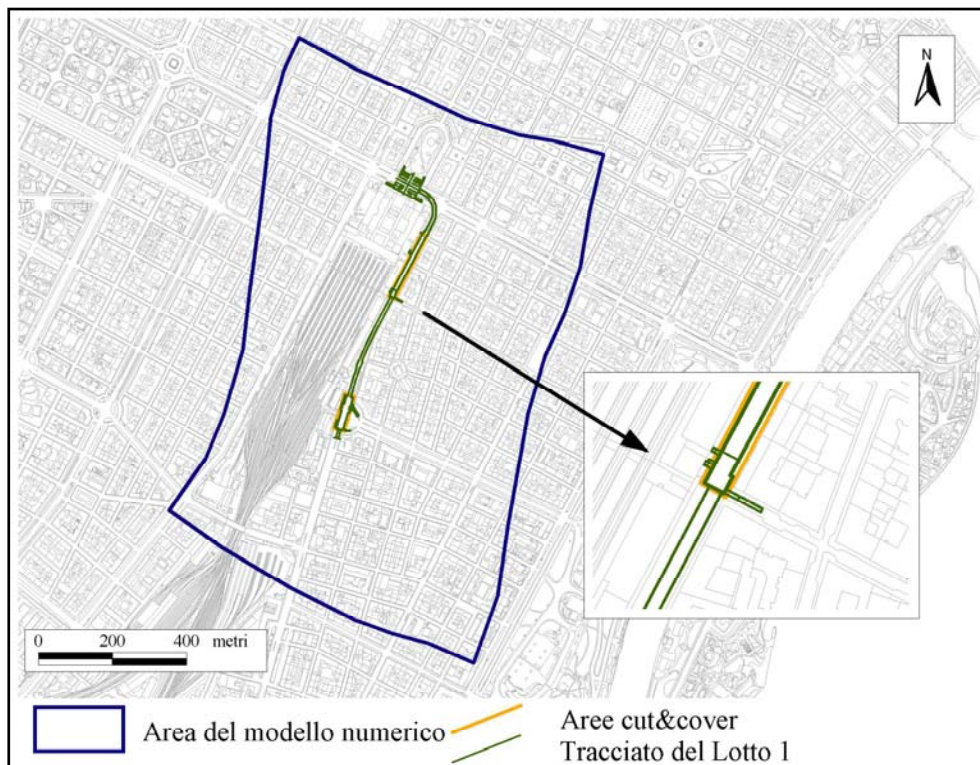 N
0 200 400 metri
Area del modello numerico
Aree cut&cover
Tracciato del Lotto 1